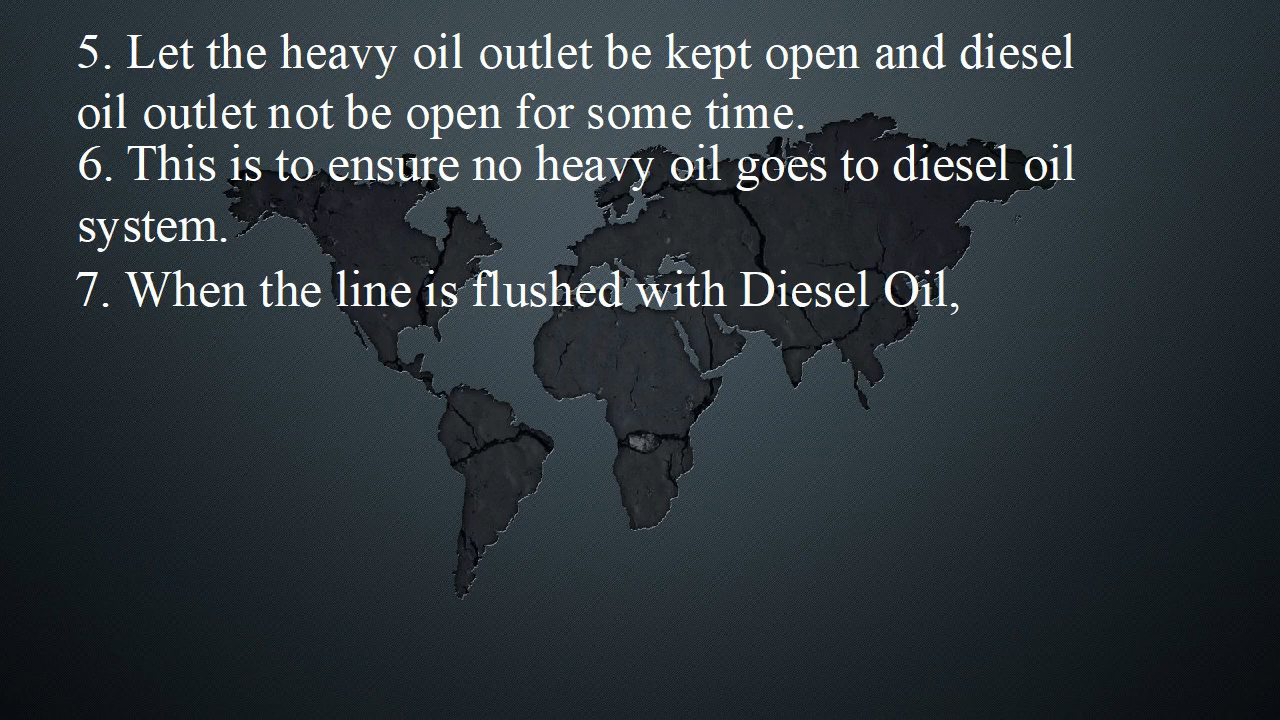 5. Let the heavy oil outlet be kept open and diesel
oil outlet not be open for some time.
6. This is to ensure no heavy oil goes to diesel oil
system.
7. When the line is flushed with Diesel Oil,